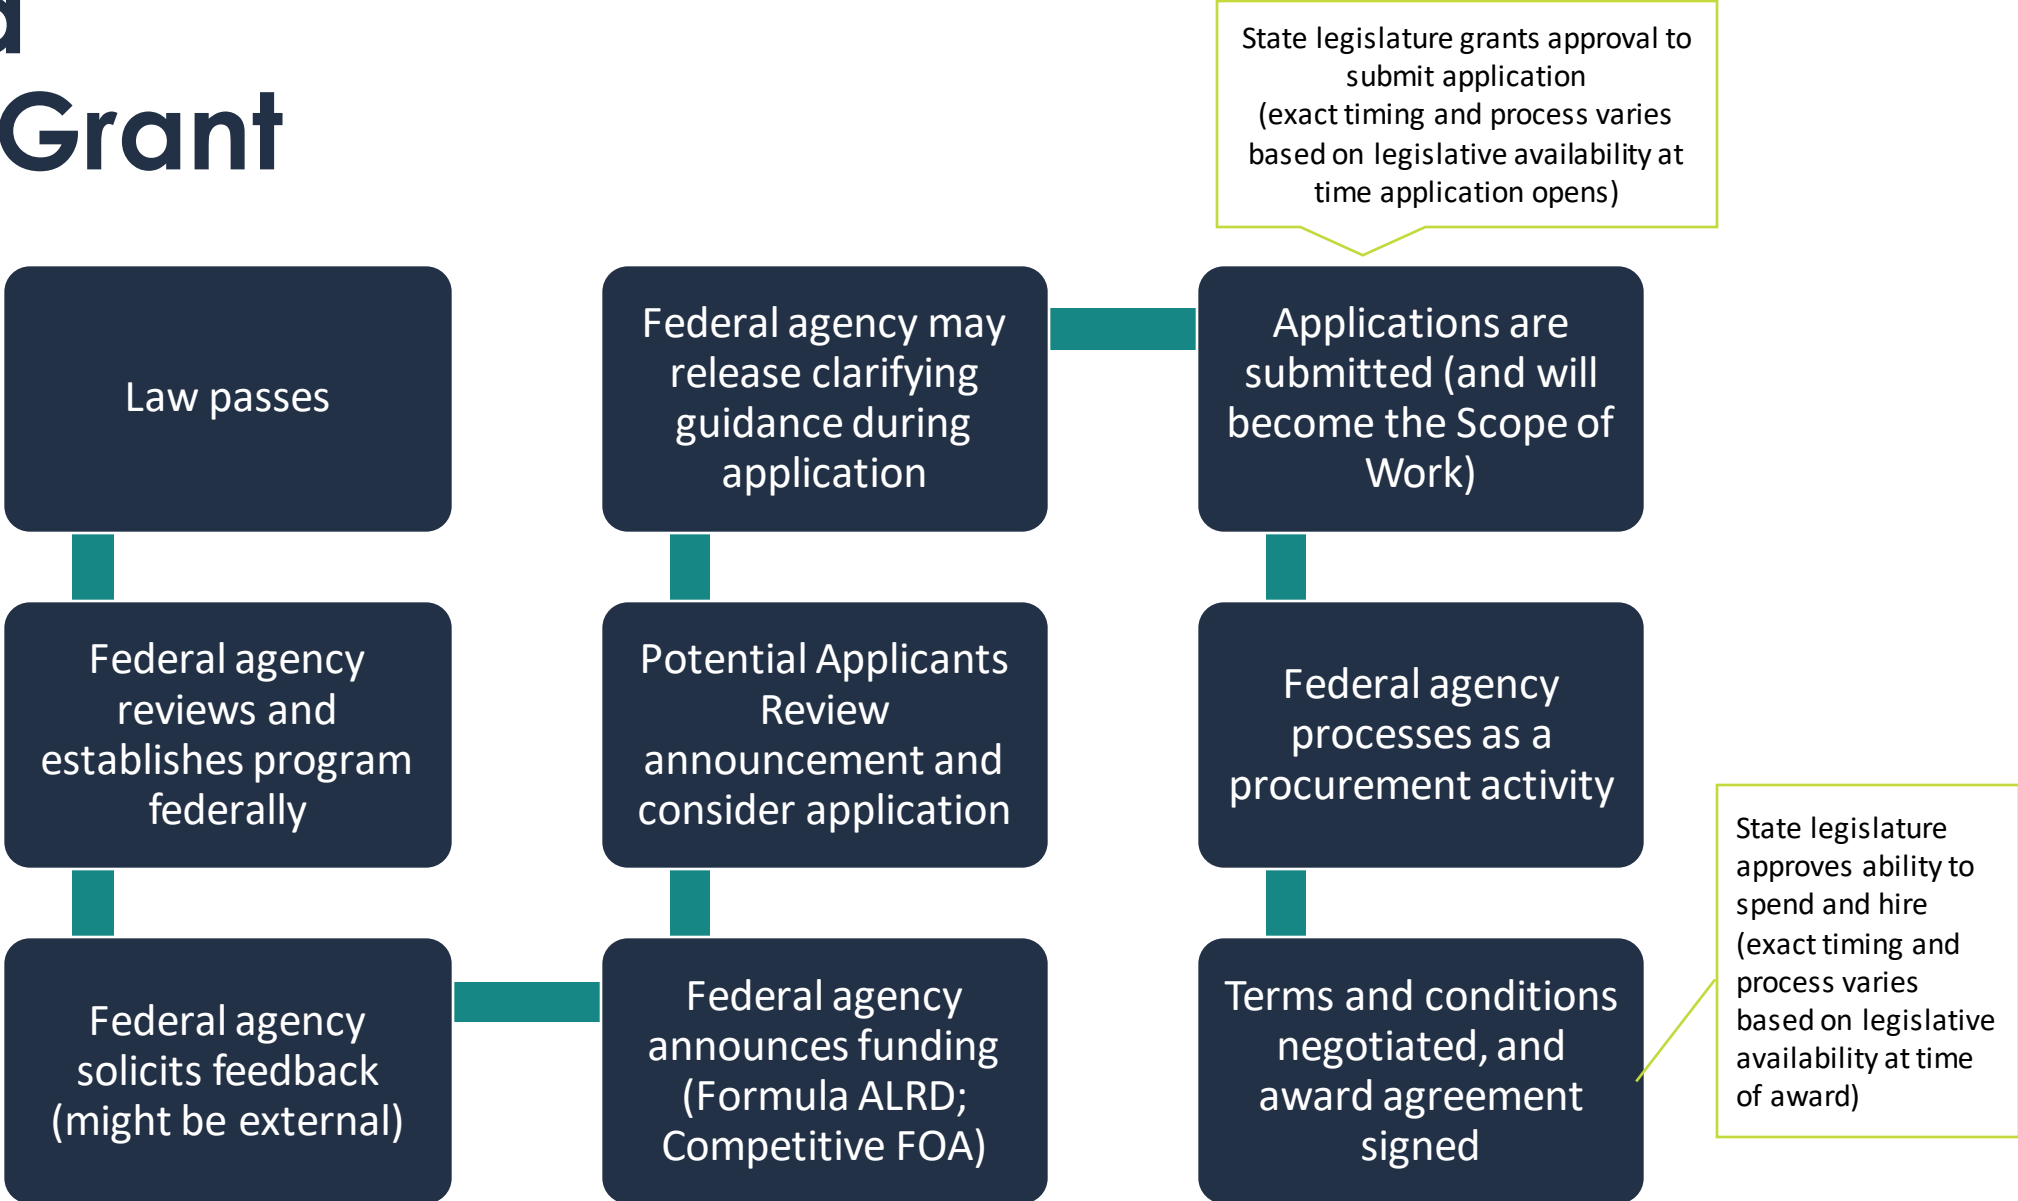 Grant
State legislature grants approval to
submit application
(exact timing and process varies
based on legislative availability at
time application opens)
Law passes
Federal agency
reviews and
establishes program
federally
Federal agency
solicits feedback
(might be external)
Federal agency
announces funding
(Formula ALRD;
Competitive FOA)
Potential Applicants
Review
announcement and
consider application
Federal agency may
release clarifying
guidance during
application
Applications are
submitted (and will
become the Scope of
Work)
Federal agency
processes as a
procurement activity
Terms and conditions
negotiated, and
award agreement
signed
State legislature
approves ability to
spend and hire
(exact timing and
process varies
based on legislative
availability at time
of award)